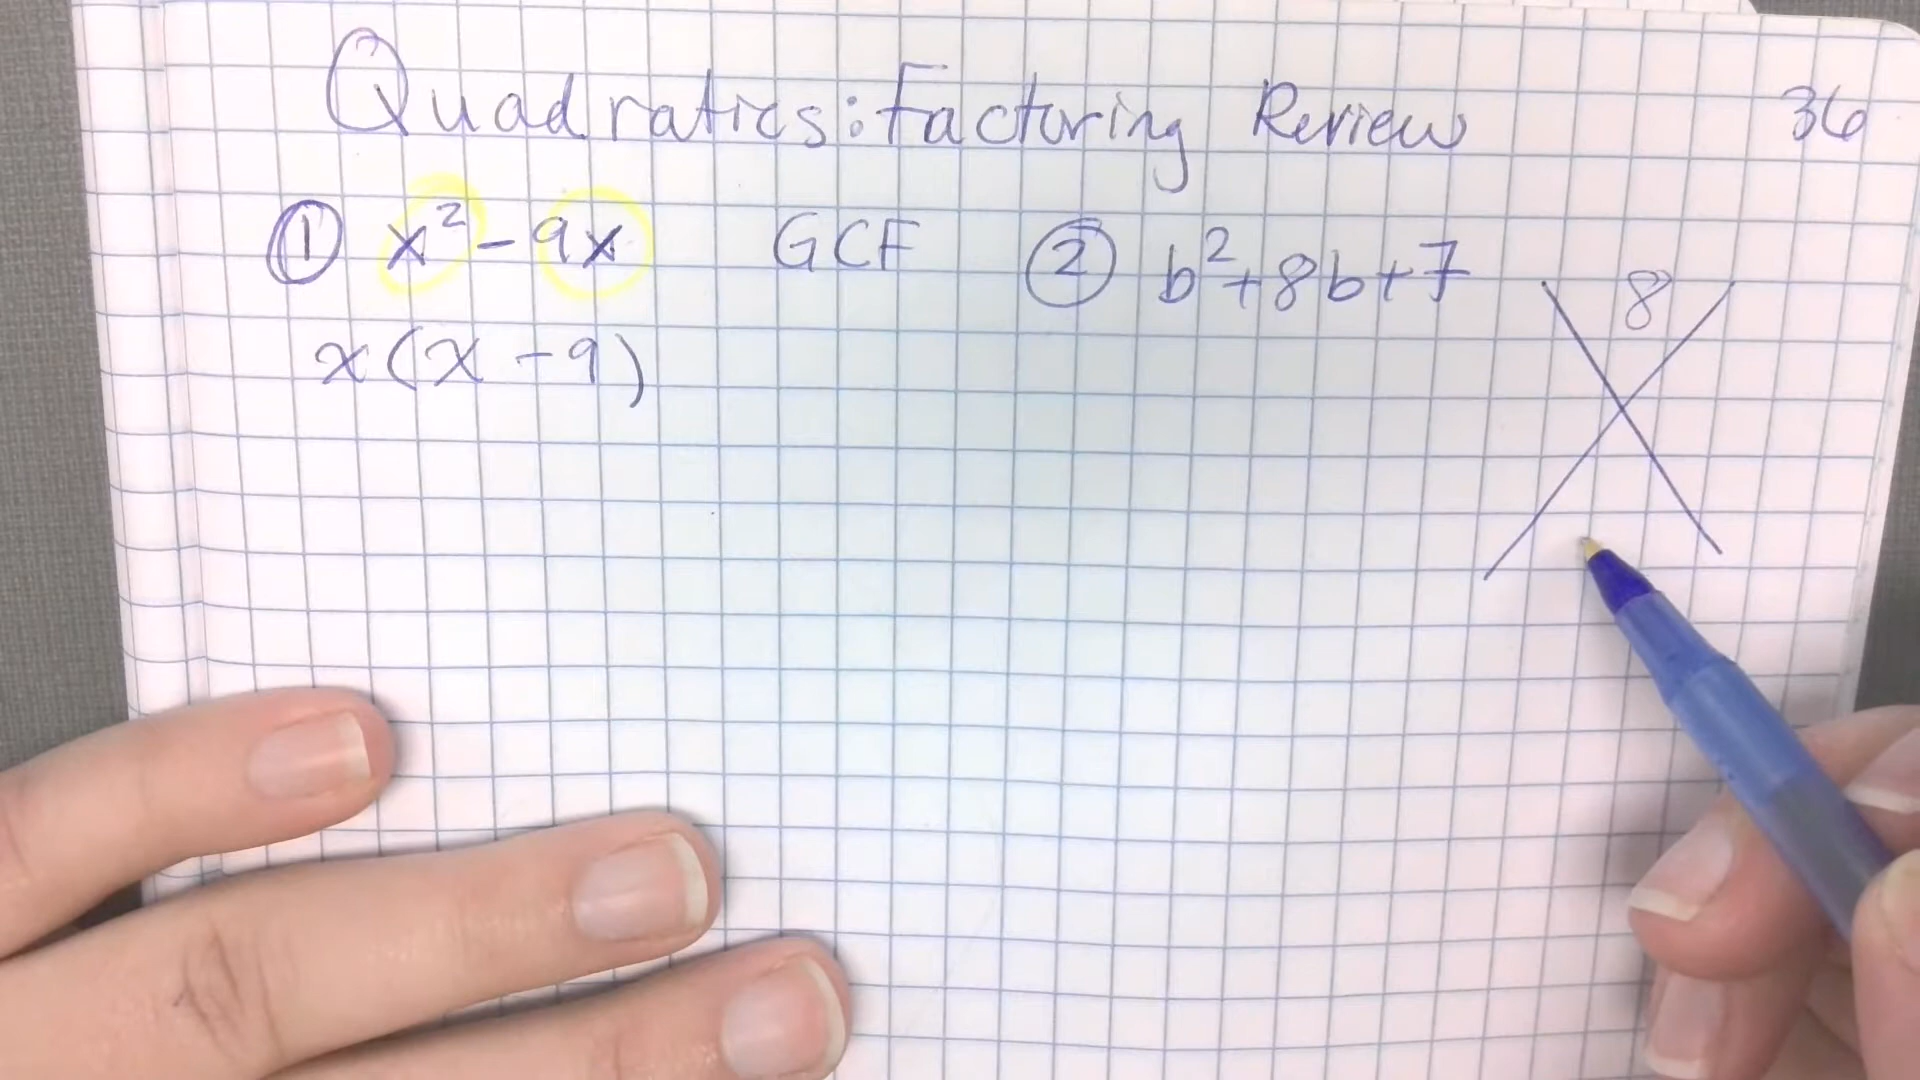 Quadratics: Factoring Review 36
① x² - 9x GCF
x(x - 9)
② b² + 8b + 7
8